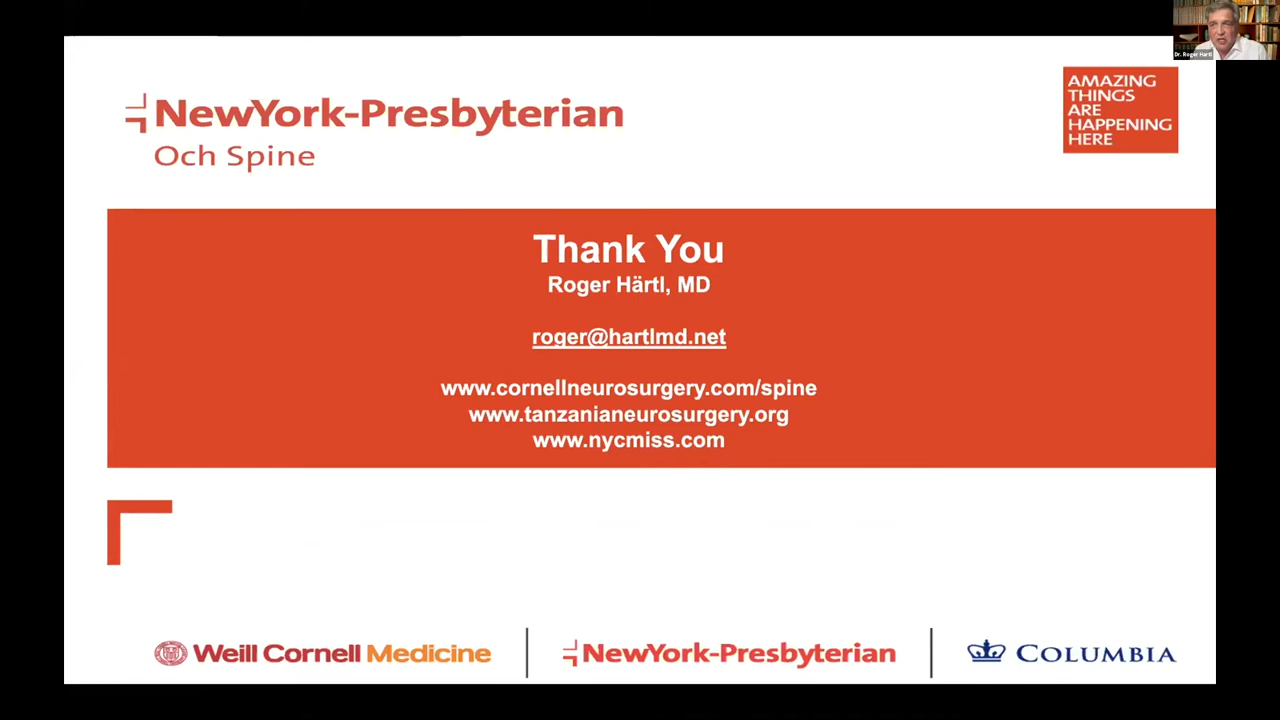 Dr. Roger Hartl
NewYork-Presbyterian
Och Spine
AMAZING
THINGS
ARE
HAPPENING
HERE
Thank You
Roger Härtl, MD
roger@hartlmd.net
www.cornellneurosurgery.com/spine
www.tanzanianeurosurgery.org
www.nycmiss.com
Weill Cornell Medicine
NewYork-Presbyterian
COLUMBIA